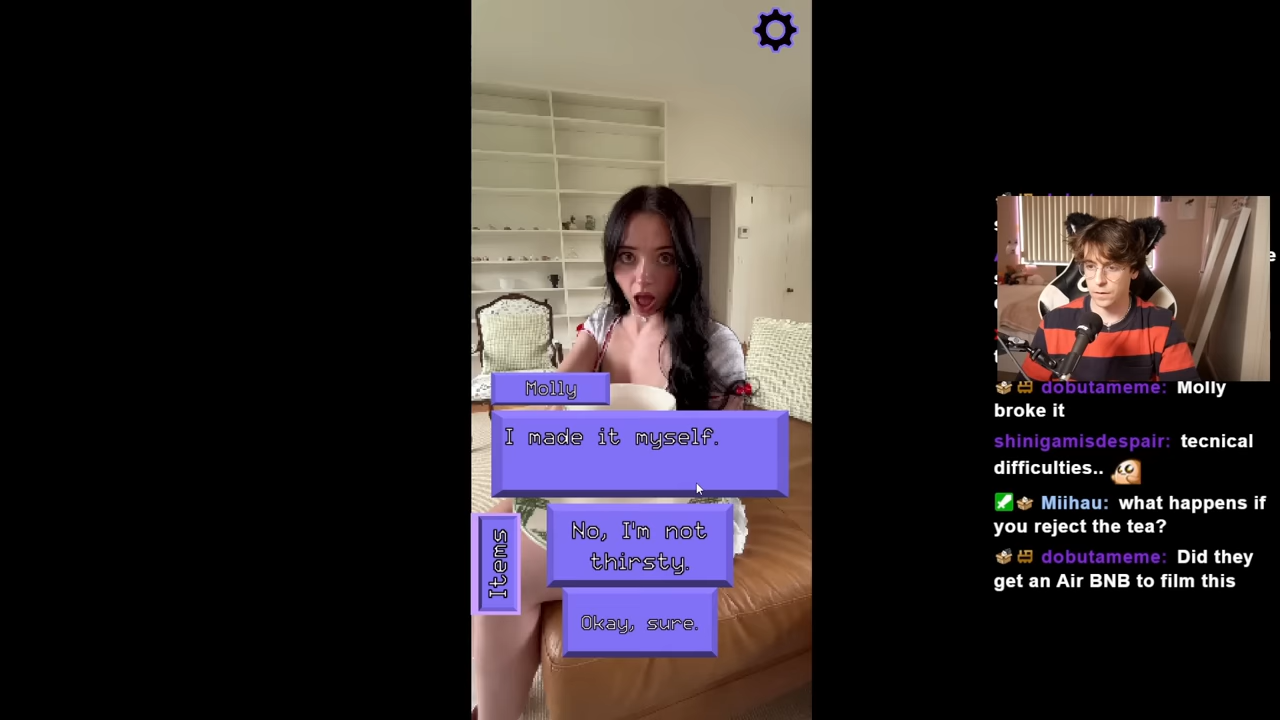 Molly
I made it myself.
Items
No, I'm not
thirsty.
Okay, sure.
dobutameme: Molly
broke it
shinigamisdespair: tecnical
difficulties..
Miihau: what happens if
you reject the tea?
dobutameme: Did they
get an Air BNB to film this